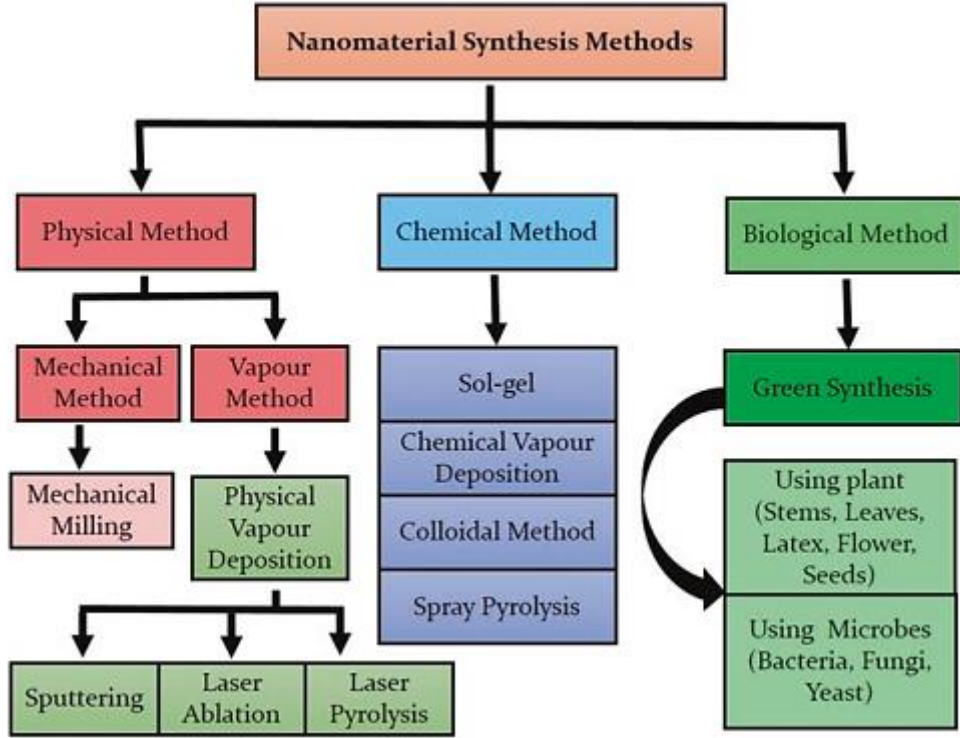 Nanomaterial Synthesis Methods
Physical Method
Chemical Method
Biological Method
Mechanical
Method
Vapour
Method
Sol-gel
Green Synthesis
Chemical Vapour
Deposition
Mechanical
Milling
Physical
Vapour
Deposition
Colloidal Method
Using plant
(Stems, Leaves,
Latex, Flower,
Seeds)
Spray Pyrolysis
Using Microbes
(Bacteria, Fungi,
Yeast)
Sputtering
Laser
Ablation
Laser
Pyrolysis